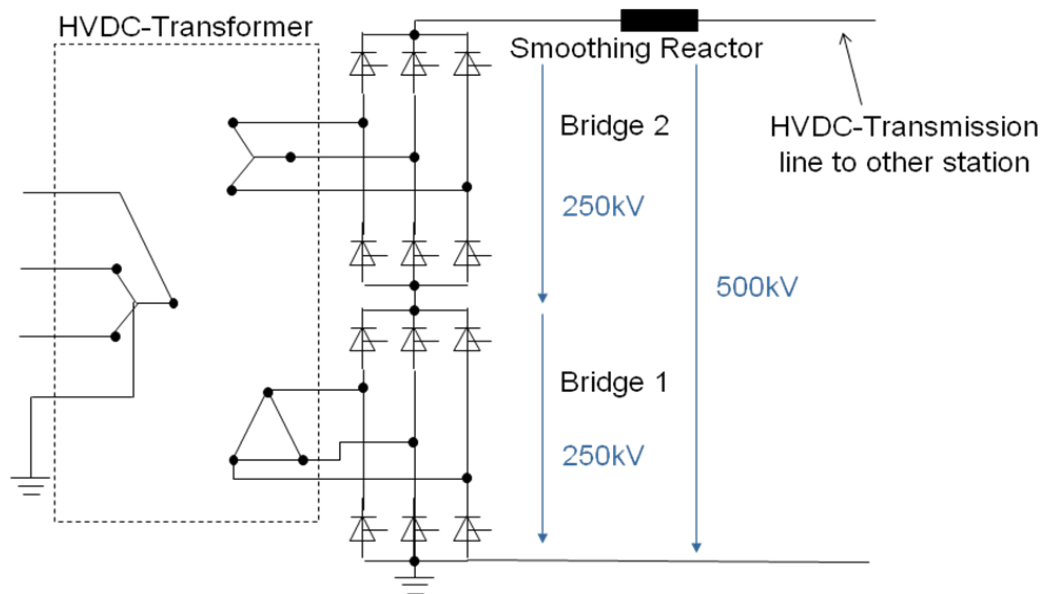 HVDC-Transformer
Smoothing Reactor
Bridge 2
HVDC-Transmission
line to other station
250kV
500kV
Bridge 1
250kV